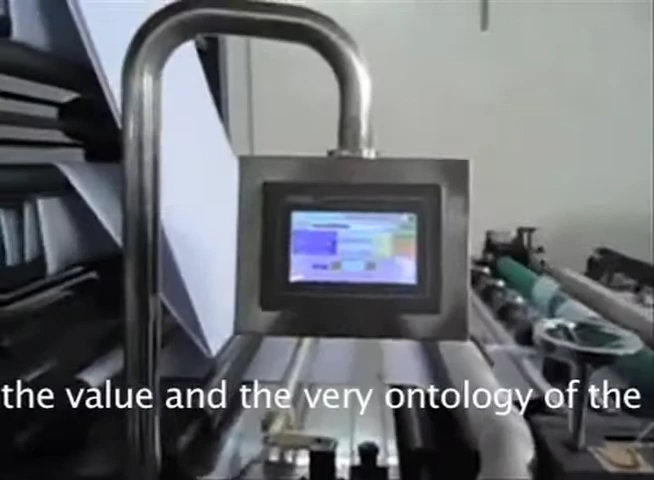 the value and the very ontology of the